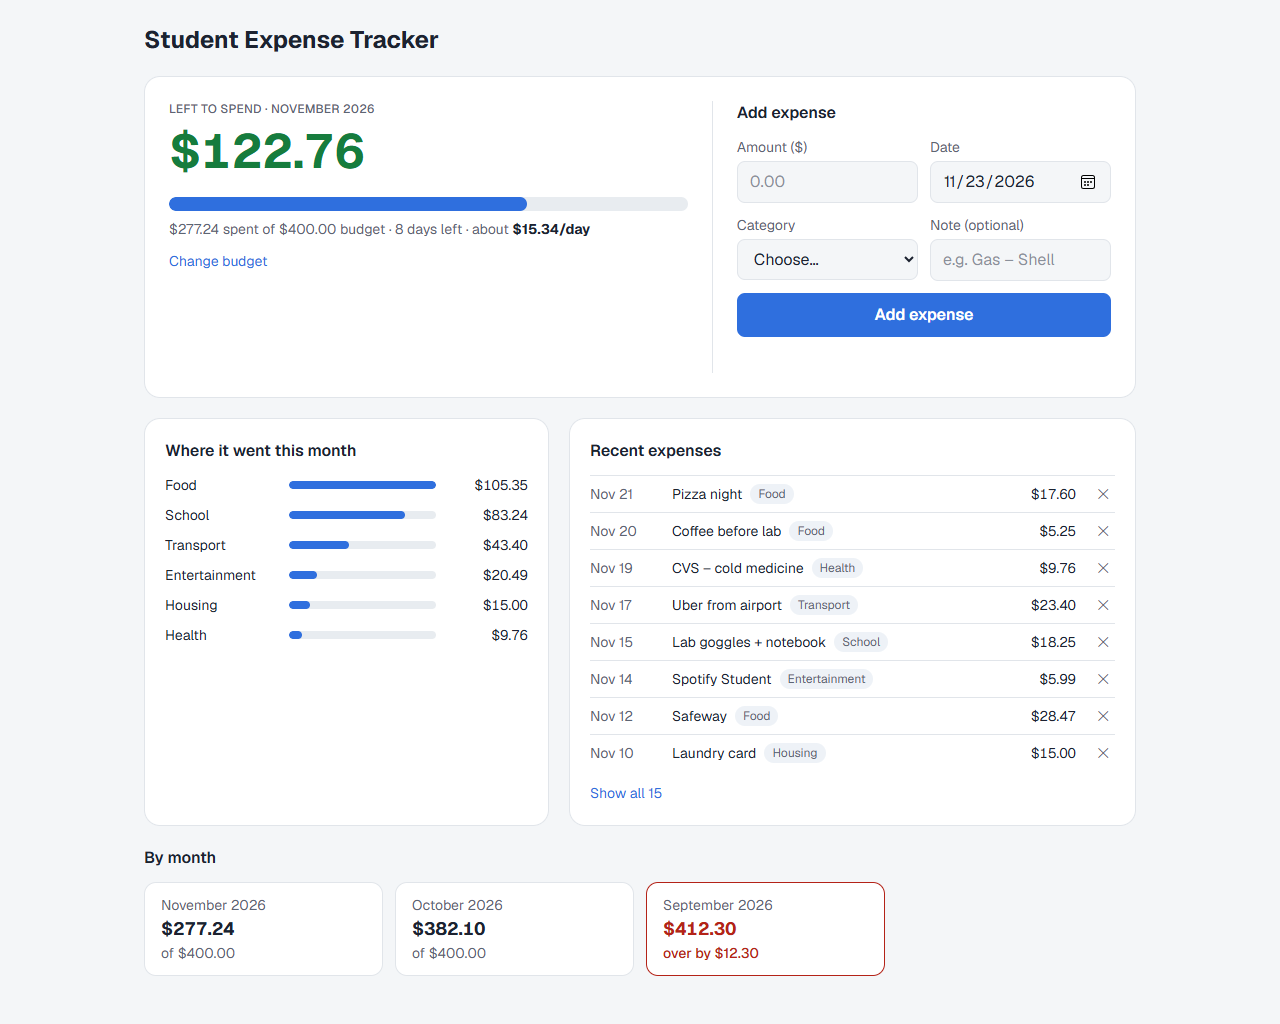 Student Expense Tracker
LEFT TO SPEND · NOVEMBER 2026
$122.76
$277.24 spent of $400.00 budget · 8 days left · about $15.34/day
Change budget
Add expense
Amount ($)
Date
0.00
11/23/2026
Category
Note (optional)
Choose...
e.g. Gas – Shell
Add expense
Where it went this month
Food $105.35
School $83.24
Transport $43.40
Entertainment $20.49
Housing $15.00
Health $9.76
Recent expenses
Nov 21 Pizza night Food $17.60
Nov 20 Coffee before lab Food $5.25
Nov 19 CVS – cold medicine Health $9.76
Nov 17 Uber from airport Transport $23.40
Nov 15 Lab goggles + notebook School $18.25
Nov 14 Spotify Student Entertainment $5.99
Nov 12 Safeway Food $28.47
Nov 10 Laundry card Housing $15.00
Show all 15
By month
November 2026
$277.24
of $400.00
October 2026
$382.10
of $400.00
September 2026
$412.30
over by $12.30